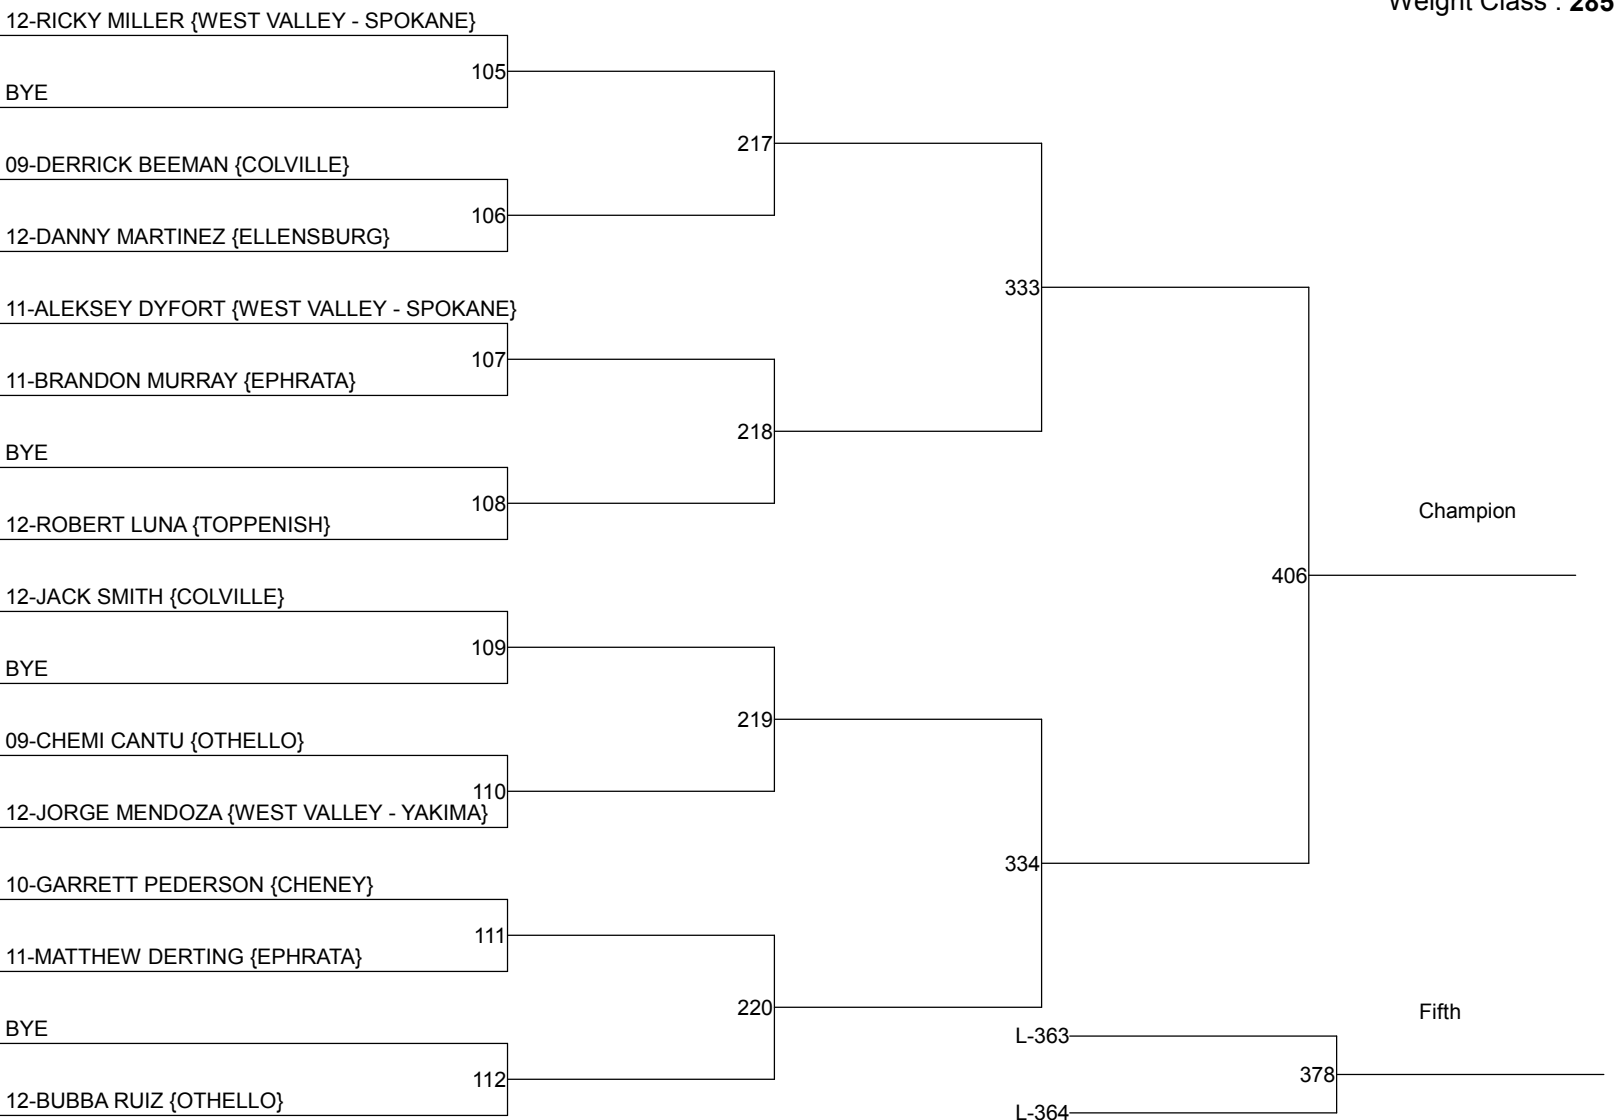 Weight Class : 285
12-RICKY MILLER {WEST VALLEY - SPOKANE}
105
BYE
217
09-DERRICK BEEMAN {COLVILLE}
106
12-DANNY MARTINEZ {ELLENSBURG}
333
11-ALEKSEY DYFORT {WEST VALLEY - SPOKANE}
107
11-BRANDON MURRAY {EPHRATA}
218
BYE
108
12-ROBERT LUNA {TOPPENISH}
Champion
406
12-JACK SMITH {COLVILLE}
109
BYE
219
09-CHEMI CANTU {OTHELLO}
110
12-JORGE MENDOZA {WEST VALLEY - YAKIMA}
334
10-GARRETT PEDERSON {CHENEY}
111
11-MATTHEW DERTING {EPHRATA}
220
Fifth
BYE
L-363
112
378
12-BUBBA RUIZ {OTHELLO}
L-364